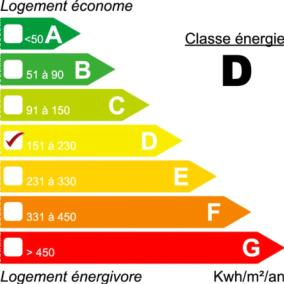 Logement économe
<50 A
Classe énergie
D
51 à 90 B
91 à 150 C
151 à 230 D
231 à 330 E
331 à 450 F
> 450 G
Logement énergivore
Kwh/m²/an